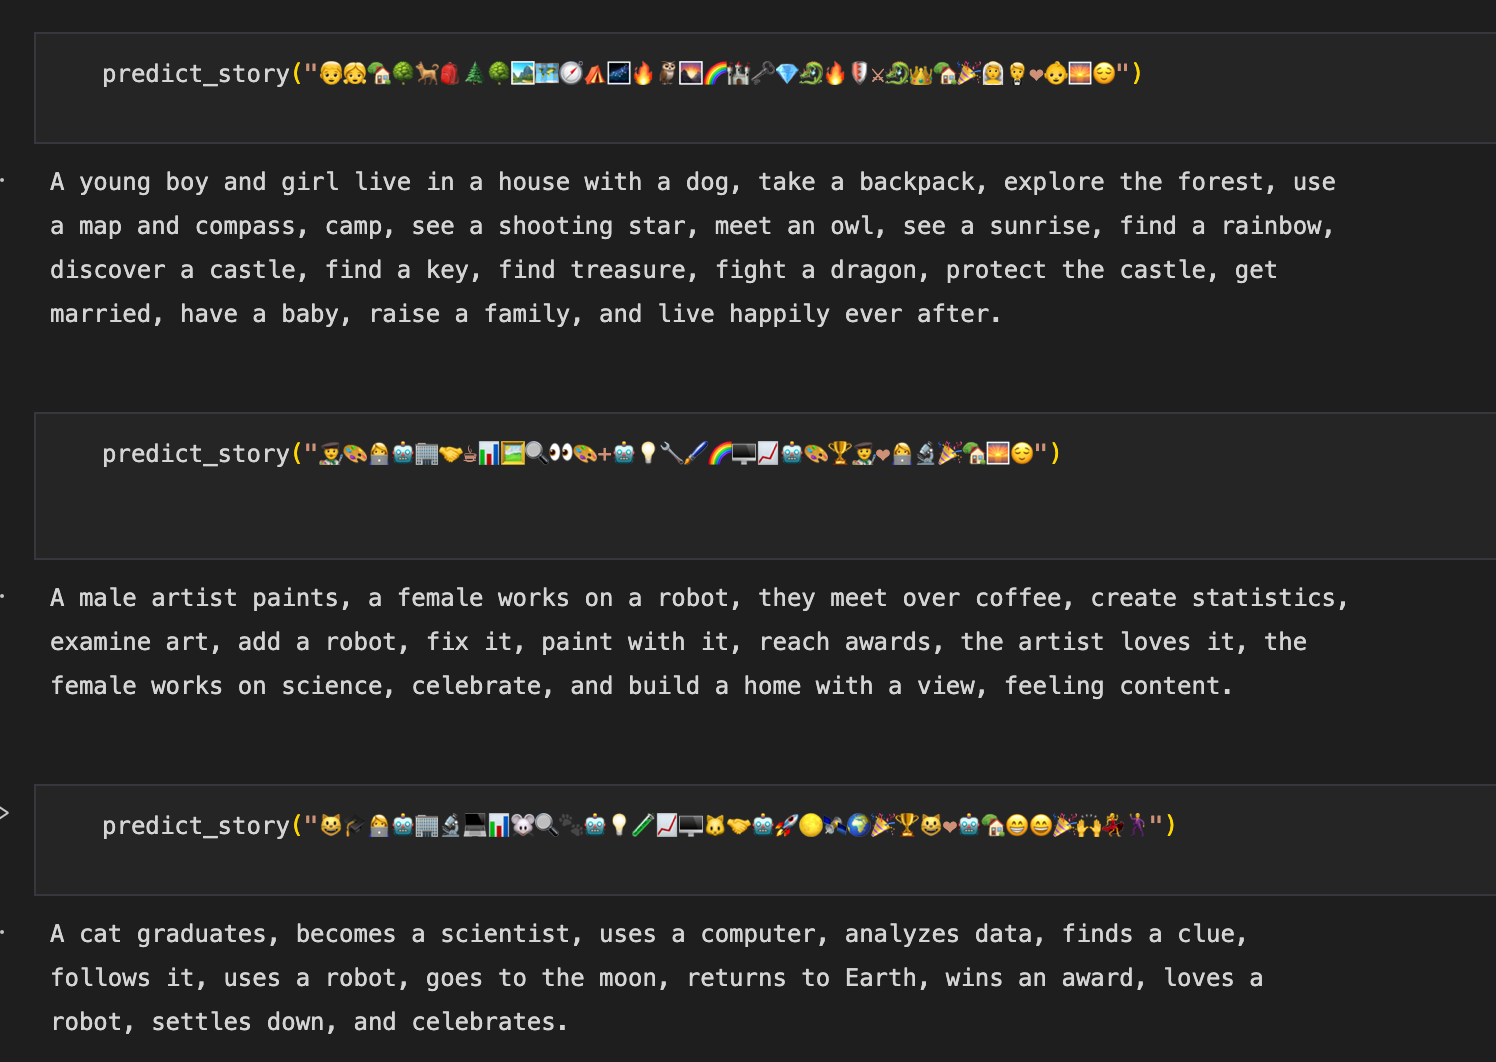 predict_story("👦👧🏡🌳🐕🎒🌲🌳🏞️🗺️🧭⛺🌌🔥🦉🌄🌈🏰🗝️💎🐉🔥🛡️⚔️🐉👑🏡🎉👰🤵❤️👶🌅😌")
A young boy and girl live in a house with a dog, take a backpack, explore the forest, use
a map and compass, camp, see a shooting star, meet an owl, see a sunrise, find a rainbow,
discover a castle, find a key, find treasure, fight a dragon, protect the castle, get
married, have a baby, raise a family, and live happily ever after.
predict_story("👨‍🎨🎨👩‍💻🤖🏢🤝☕📊🖼️🔍👀🎨+🤖💡🔧🖌️🌈🖥️📈🤖🎨🏆👨‍🎨❤️👩‍💻🔬🎉🏡🌅😌")
A male artist paints, a female works on a robot, they meet over coffee, create statistics,
examine art, add a robot, fix it, paint with it, reach awards, the artist loves it, the
female works on science, celebrate, and build a home with a view, feeling content.
predict_story("😺🎓👩‍💻🤖🏢🔬💻📊🐭🔍🐾🤖💡🧪📈🖥️🐱🤝🤖🚀🌕🛰️🌍🎉🏆😺❤️🤖🏡😁😄🎉🙌💃🕺")
A cat graduates, becomes a scientist, uses a computer, analyzes data, finds a clue,
follows it, uses a robot, goes to the moon, returns to Earth, wins an award, loves a
robot, settles down, and celebrates.